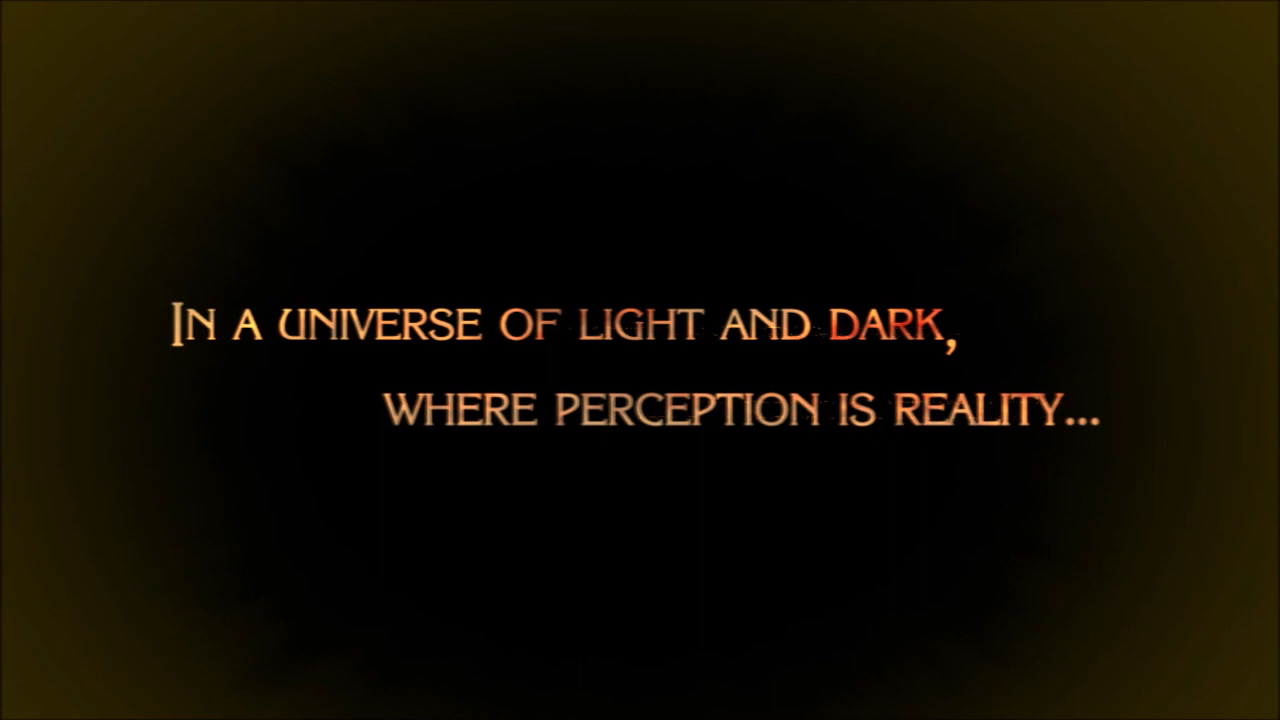 In a universe of light and dark,
where perception is reality...